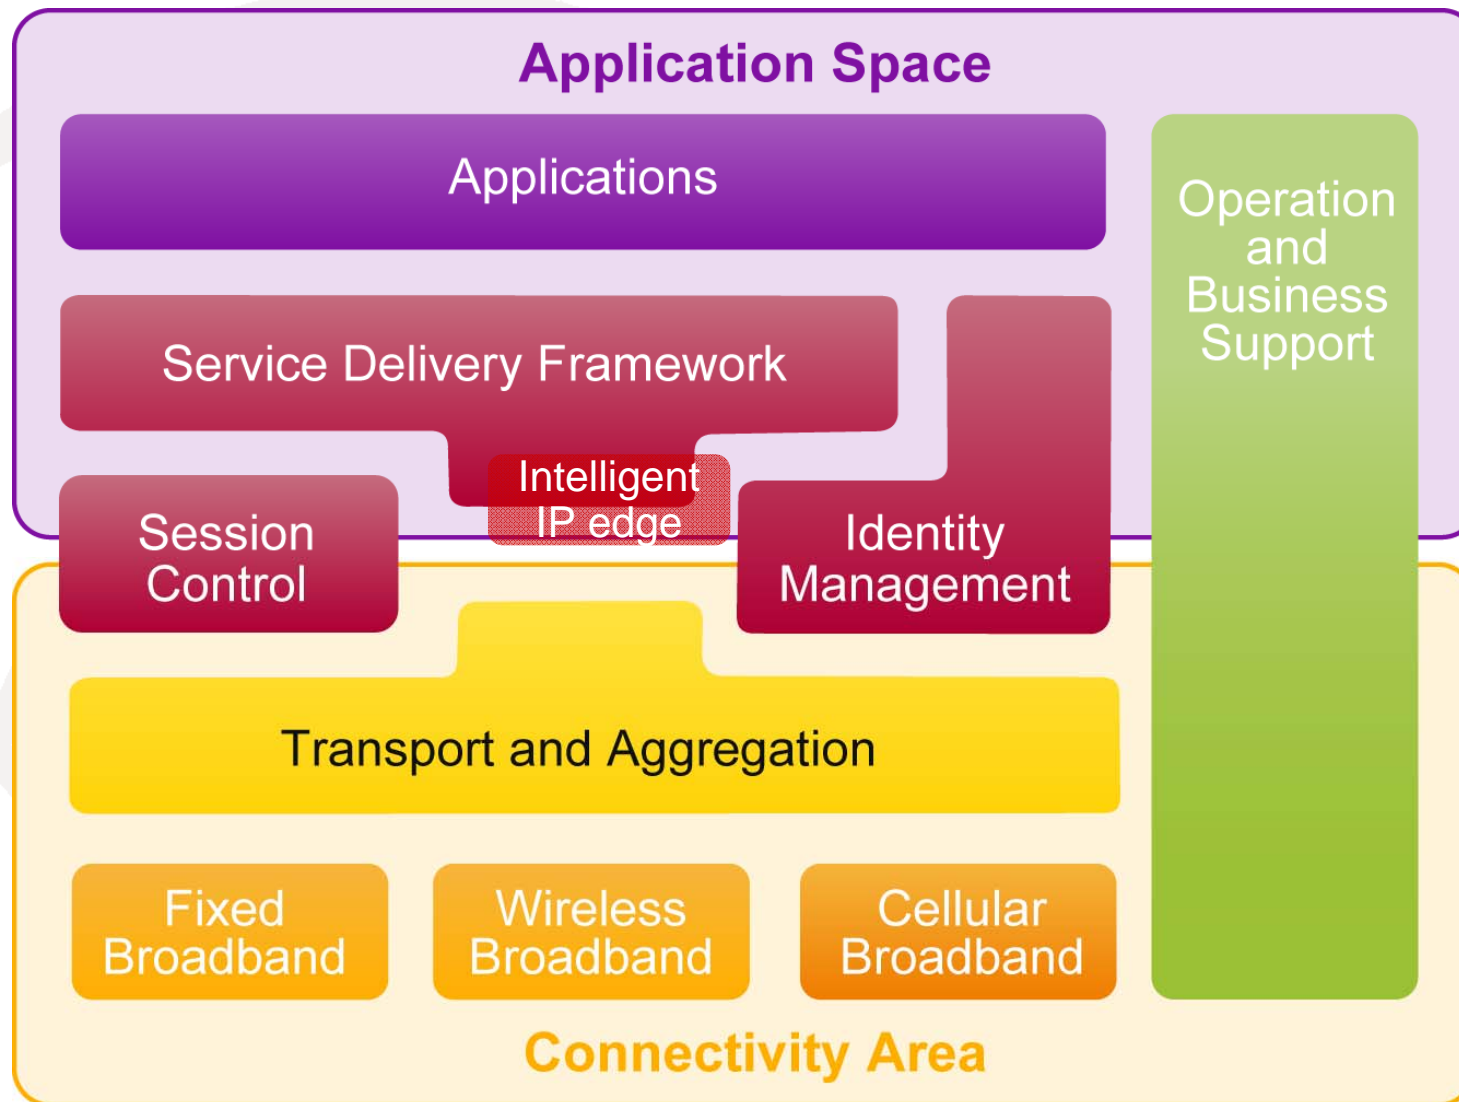 Application Space
Applications
Operation
and
Business
Support
Service Delivery Framework
Intelligent
IP edge
Session
Control
Identity
Management
Transport and Aggregation
Fixed
Broadband
Wireless
Broadband
Cellular
Broadband
Connectivity Area